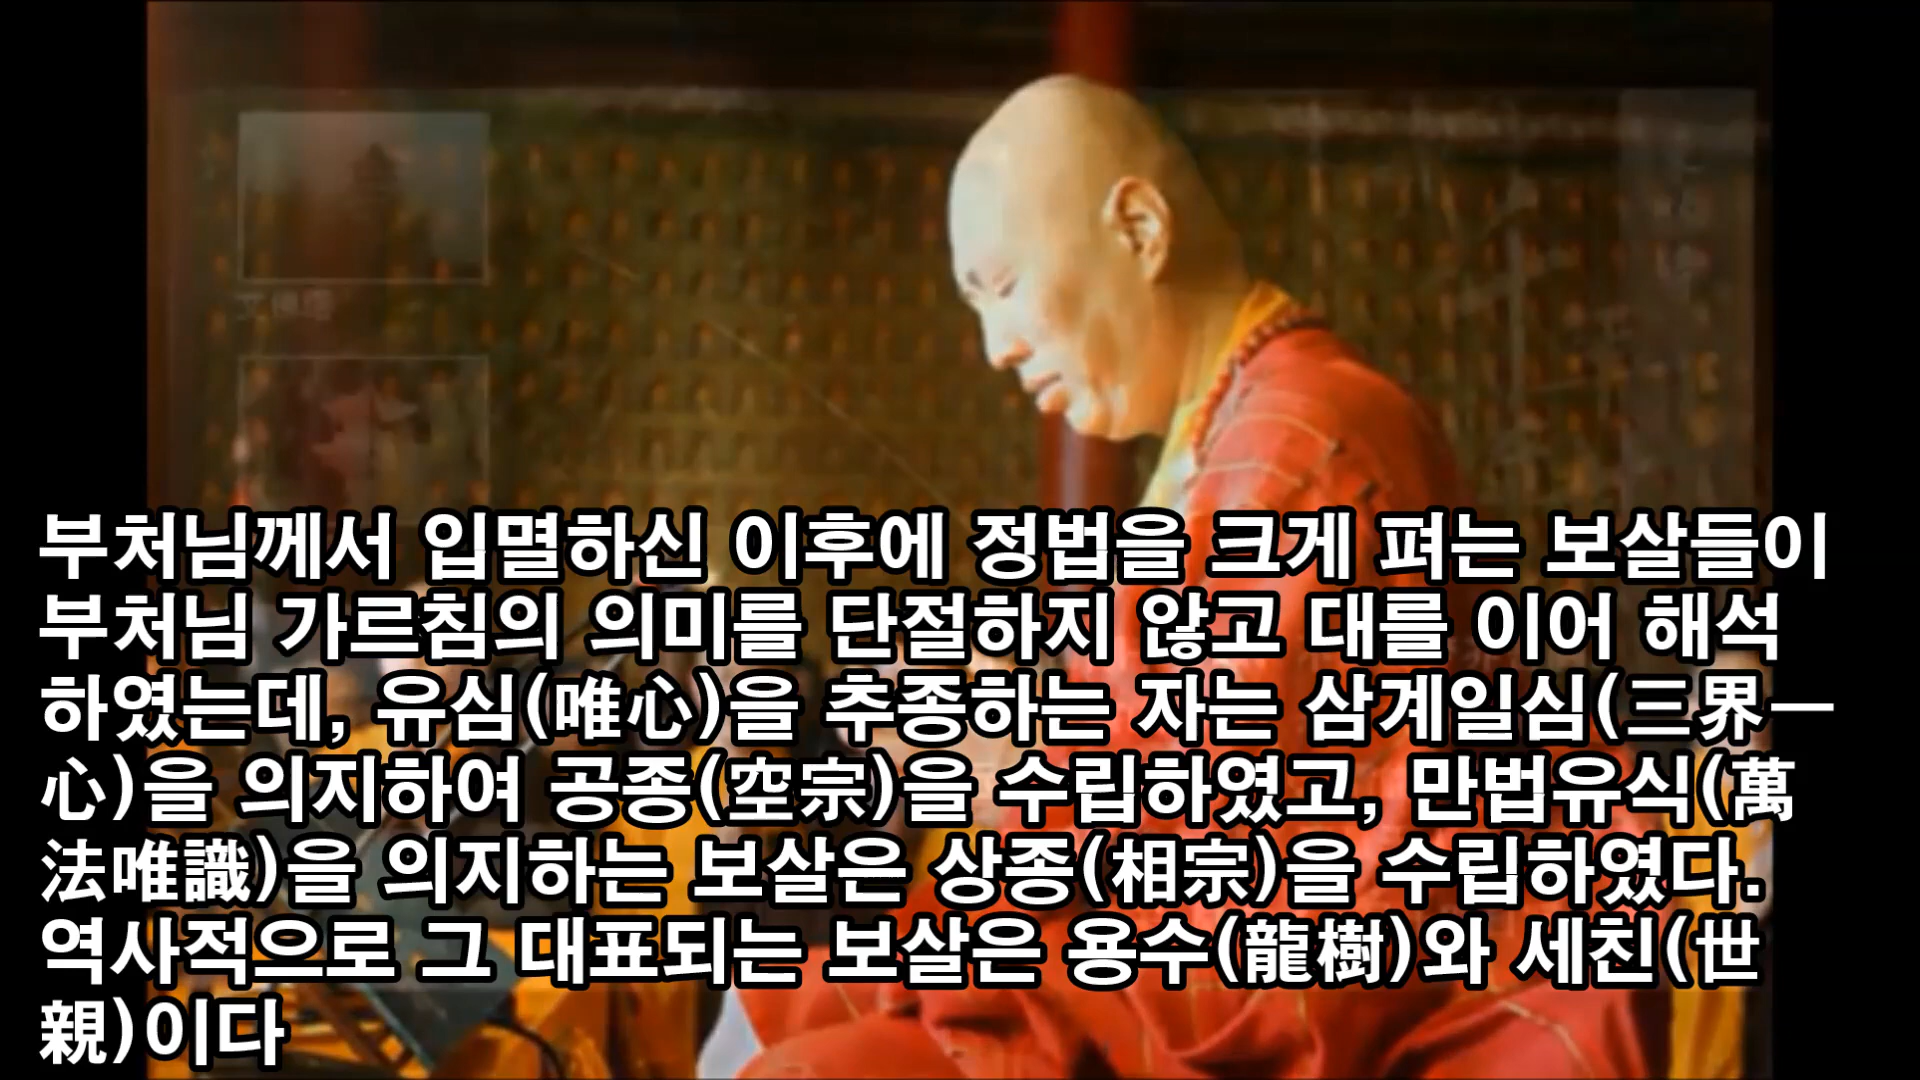 부처님께서 입멸하신 이후에 정법을 크게 펴는 보살들이
부처님 가르침의 의미를 단절하지 않고 대를 이어 해석
하였는데, 유심(唯心)을 추종하는 자는 삼계일심(三界一
心)을 의지하여 공종(空宗)을 수립하였고, 만법유식(萬
法唯識)을 의지하는 보살은 상종(相宗)을 수립하였다.
역사적으로 그 대표되는 보살은 용수(龍樹)와 세친(世
親)이다